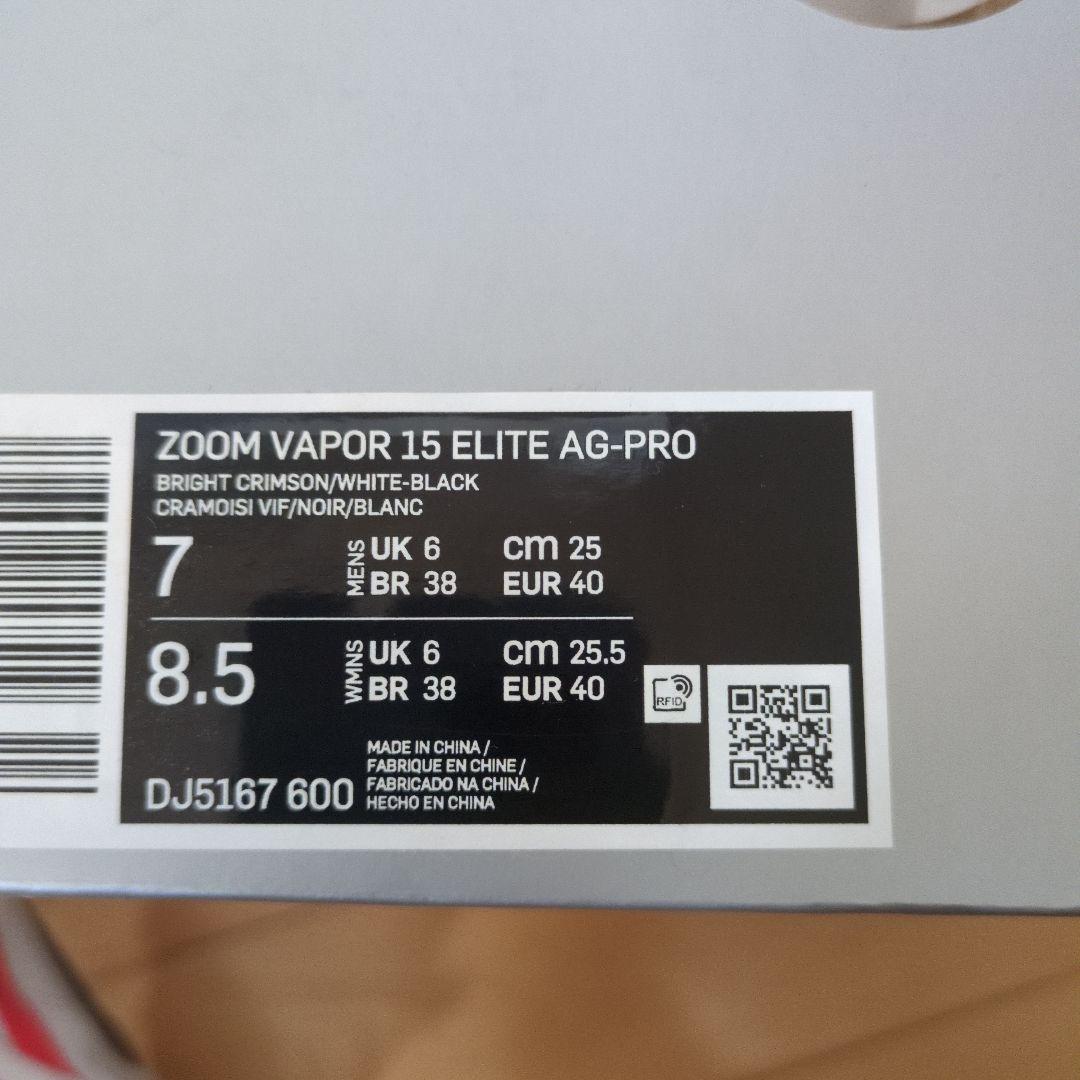 ZOOM VAPOR 15 ELITE AG-PRO
BRIGHT CRIMSON/WHITE-BLACK
CRAMOISI VIF/NOIR/BLANC
7 MENS UK 6 cm 25
BR 38 EUR 40
8.5 WMNS UK 6 cm 25.5
BR 38 EUR 40
RFID
MADE IN CHINA /
FABRIQUE EN CHINE /
FABRICADO NA CHINA /
DJ5167 600 HECHO EN CHINA